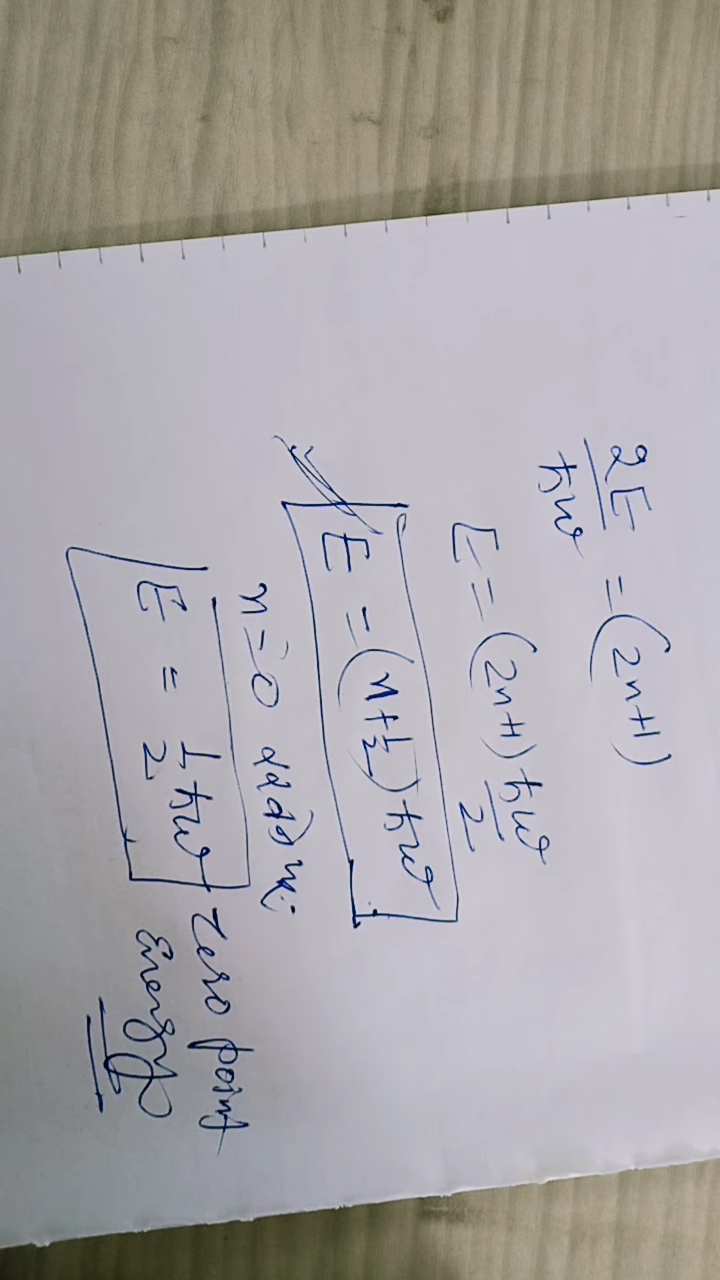 2E/ħω = (2n+1)
E = (2n+1) ħω/2
E = (n+½) ħω
n=0
E = ½ ħω Zero point
Energy